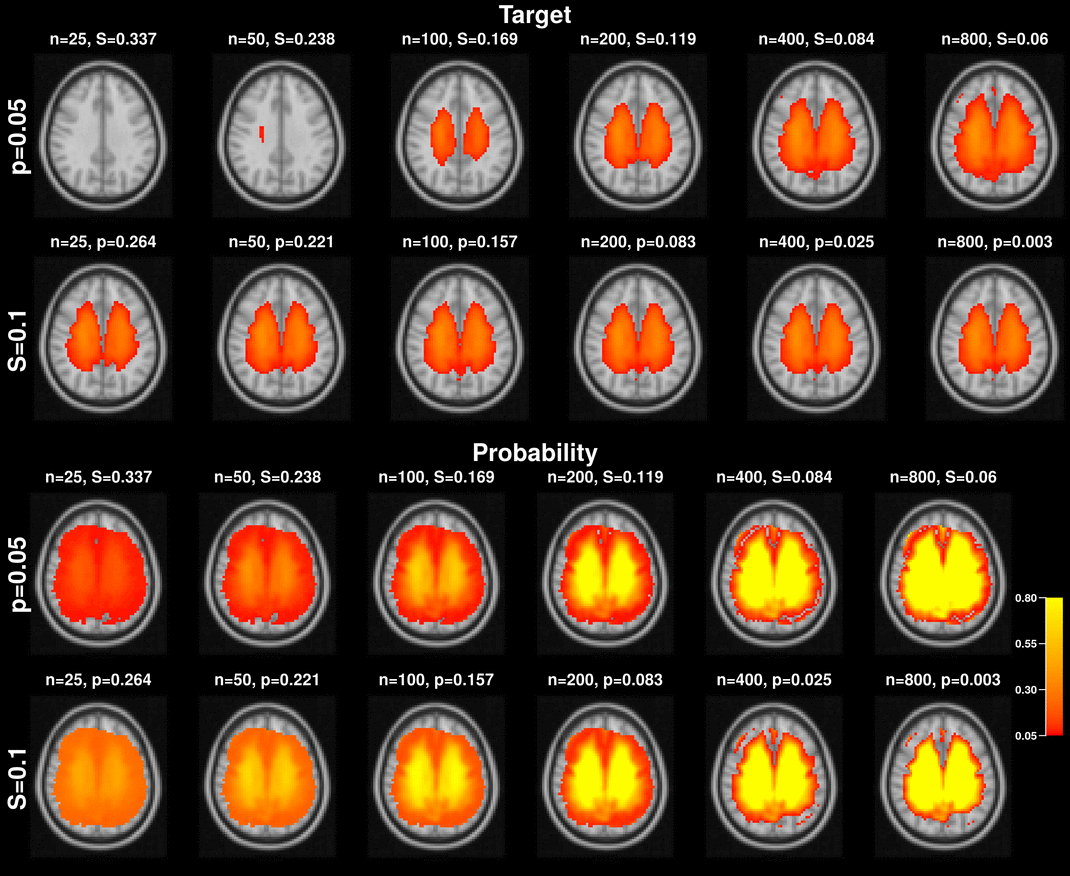 Target
n=25, S=0.337 n=50, S=0.238 n=100, S=0.169 n=200, S=0.119 n=400, S=0.084 n=800, S=0.06
p=0.05
n=25, p=0.264 n=50, p=0.221 n=100, p=0.157 n=200, p=0.083 n=400, p=0.025 n=800, p=0.003
S=0.1
Probability
n=25, S=0.337 n=50, S=0.238 n=100, S=0.169 n=200, S=0.119 n=400, S=0.084 n=800, S=0.06
p=0.05
0.80
0.55
0.30
0.05
n=25, p=0.264 n=50, p=0.221 n=100, p=0.157 n=200, p=0.083 n=400, p=0.025 n=800, p=0.003
S=0.1